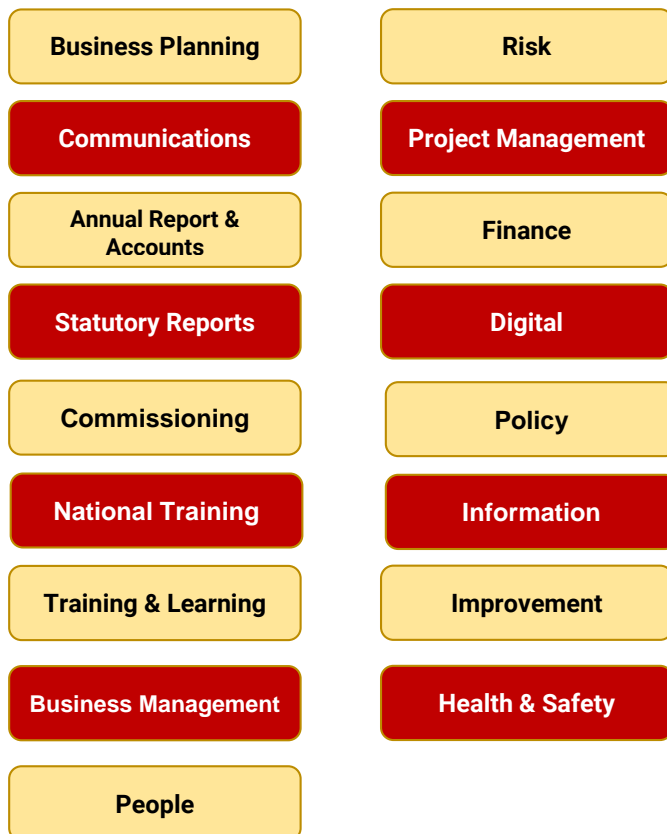 Business Planning
Risk
Communications
Project Management
Annual Report &
Accounts
Finance
Statutory Reports
Digital
Commissioning
Policy
National Training
Information
Training & Learning
Improvement
Business Management
Health & Safety
People